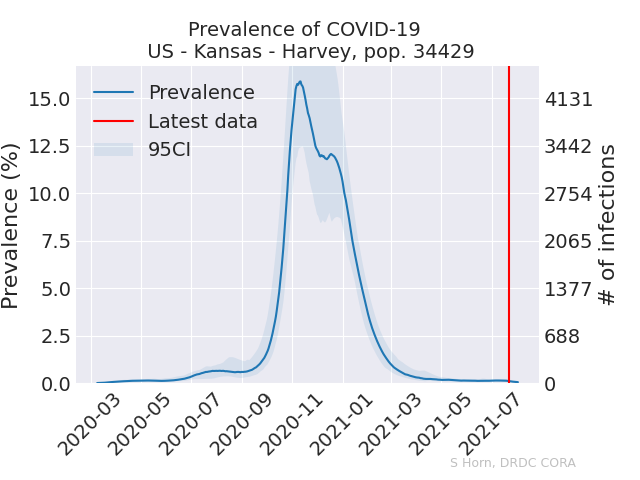 Prevalence of COVID-19
US - Kansas - Harvey, pop. 34429
Prevalence
Latest data
95CI
Prevalence (%)
15.0
12.5
10.0
7.5
5.0
2.5
0.0
4131
3442
2754
2065
1377
688
0
# of infections
2020-03
2020-05
2020-07
2020-09
2020-11
2021-01
2021-03
2021-05
2021-07
S Horn, DRDC CORA